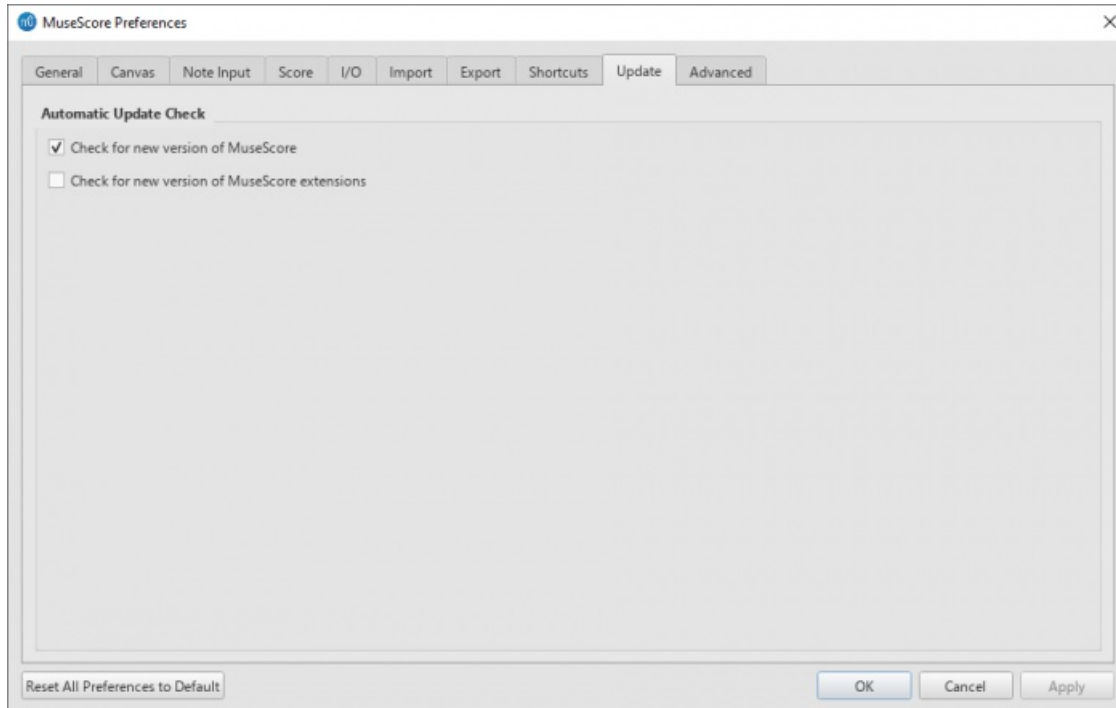 MuseScore Preferences
General Canvas Note Input Score I/O Import Export Shortcuts Update Advanced
Automatic Update Check
Check for new version of MuseScore
Check for new version of MuseScore extensions
Reset All Preferences to Default OK Cancel Apply